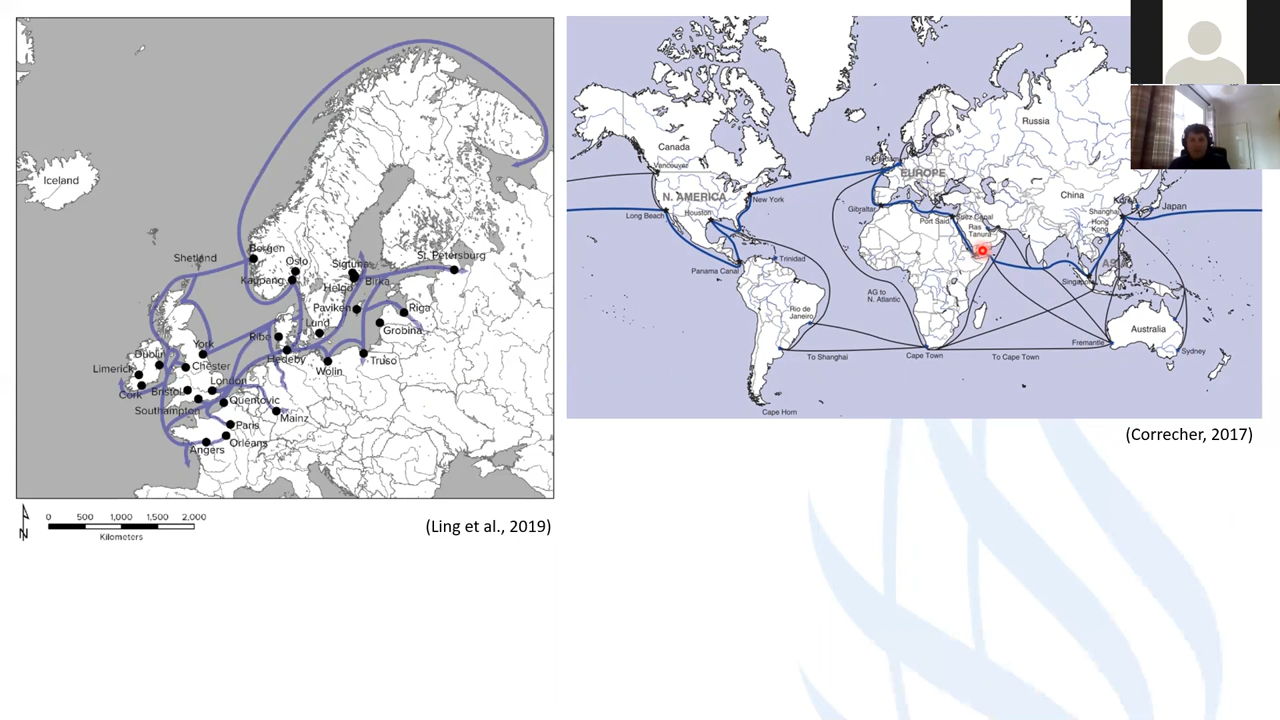 Iceland
Shetland
Bergen
Oslo
Kaupang
Sigtuna
Helgö
Birka
St. Petersburg
Paviken
Riga
Grobina
Lund
Ribe
Hedeby
Wolin
Truso
York
Dublin
Chester
Limerick
Cork
Bristol
London
Southampton
Quentovic
Mainz
Paris
Orléans
Angers
N
0 500 1,000 1,500 2,000
Kilometers
(Ling et al., 2019)
Canada
Vancouver
N. AMERICA
Long Beach
Houston
New York
Panama Canal
Trinidad
Rio de
Janeiro
To Shanghai
Cape Horn
EUROPE
Gibraltar
Port Said
Suez Canal
Ras
Tanura
AG to
N. Atlantic
Cape Town
To Cape Town
Russia
China
Korea
Japan
Shanghai
Hong
Kong
Singapore
Australia
Fremantle
Sydney
(Correcher, 2017)